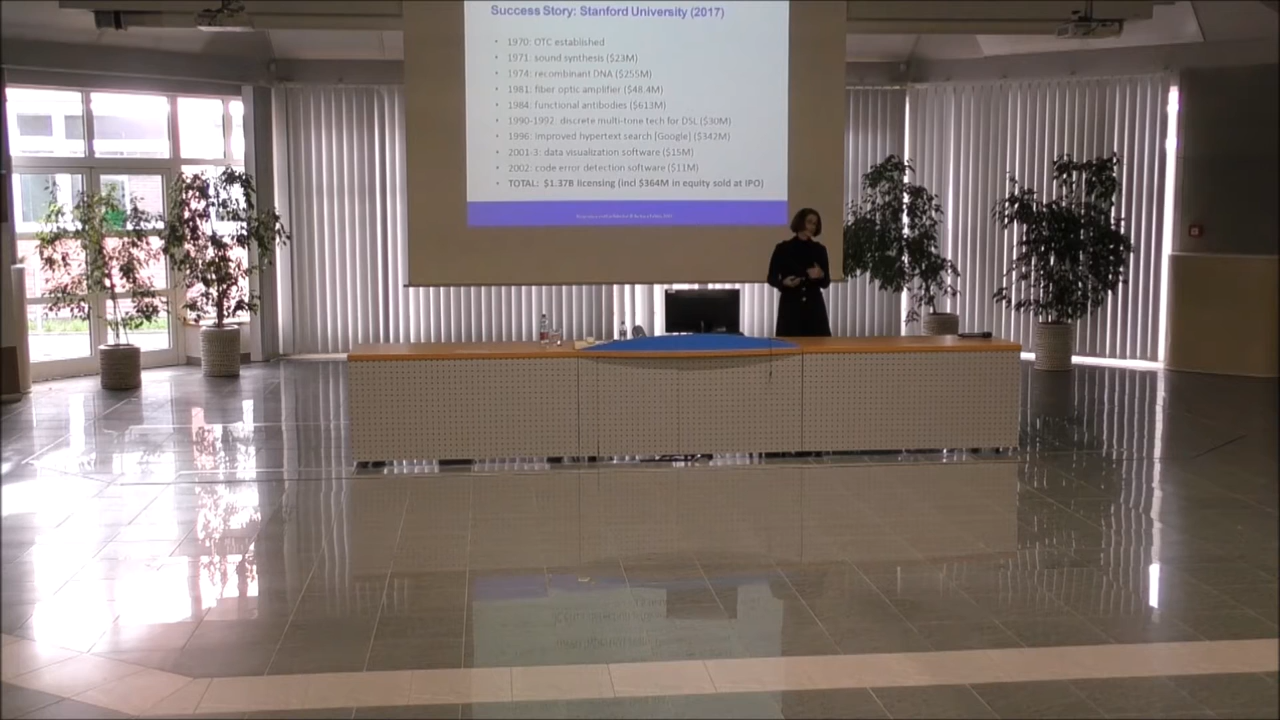 Success Story: Stanford University (2017)
• 1970: OTC established
• 1971: sound synthesis ($23M)
• 1974: recombinant DNA ($255M)
• 1981: fiber optic amplifier ($48.4M)
• 1984: functional antibodies ($613M)
• 1990-1992: discrete multi-tone tech for DSL ($30M)
• 1996: improved hypertext search [Google] ($342M)
• 2001-3: data visualization software ($15M)
• 2002: code error detection software ($11M)
• TOTAL: $1.37B licensing (incl $364M in equity sold at IPO)